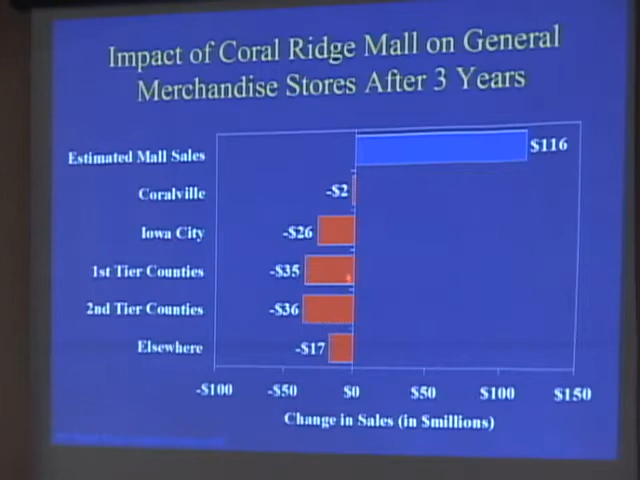 Impact of Coral Ridge Mall on General
Merchandise Stores After 3 Years
Estimated Mall Sales
$116
Coralville
-$2
Iowa City
-$26
1st Tier Counties
-$35
2nd Tier Counties
-$36
Elsewhere
-$17
-$100 -$50 $0 $50 $100 $150
Change in Sales (in $millions)